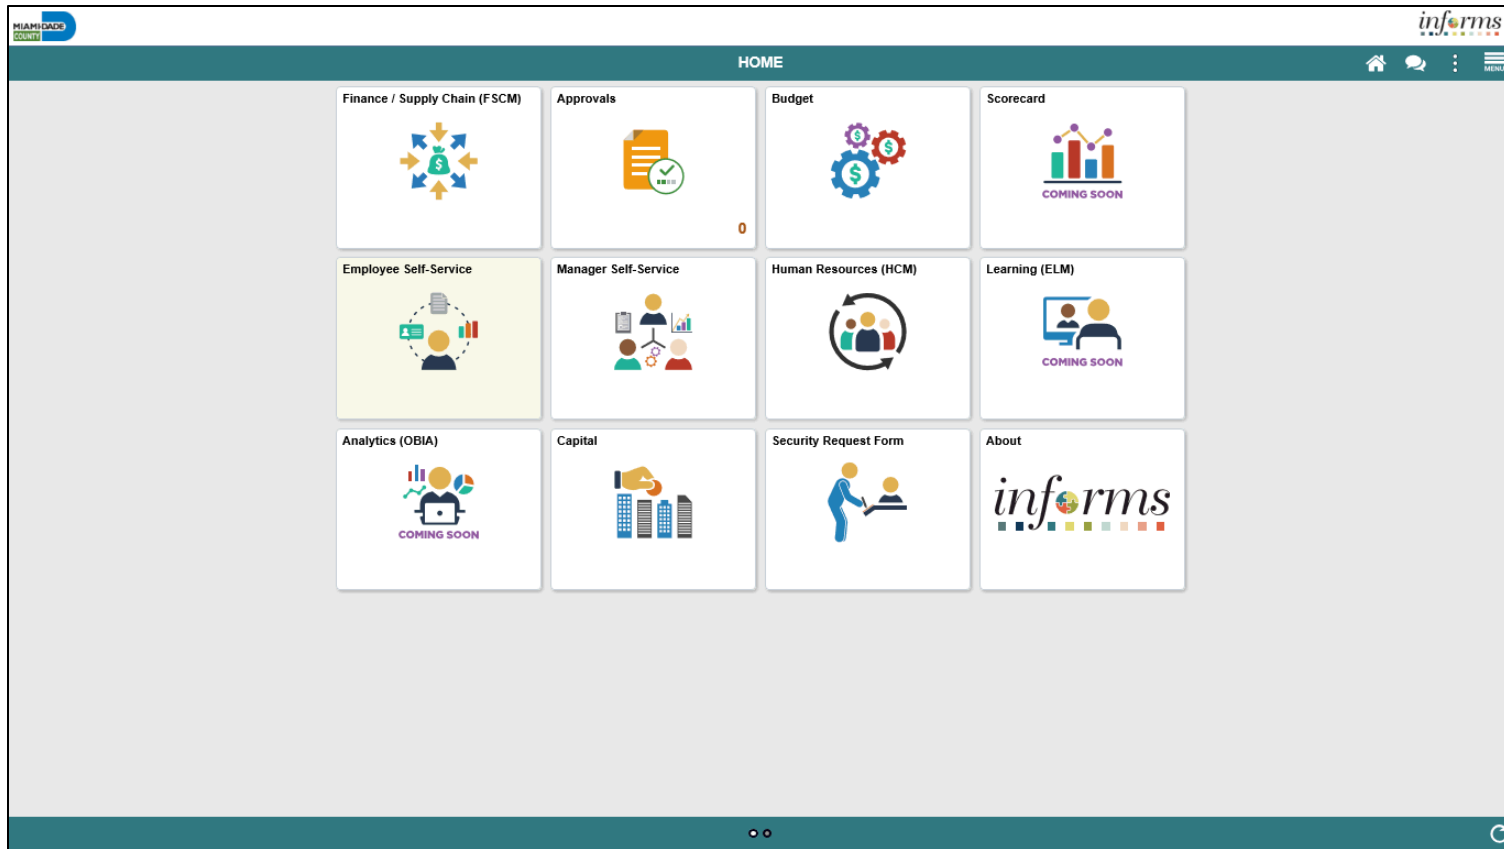 MIAMI-DADE
COUNTY
informs
HOME
MENU
Finance / Supply Chain (FSCM)
Approvals
Budget
Scorecard
$
$
$
$
COMING SOON
0
Employee Self-Service
Manager Self-Service
Human Resources (HCM)
Learning (ELM)
COMING SOON
Analytics (OBIA)
Capital
Security Request Form
About
informs
COMING SOON